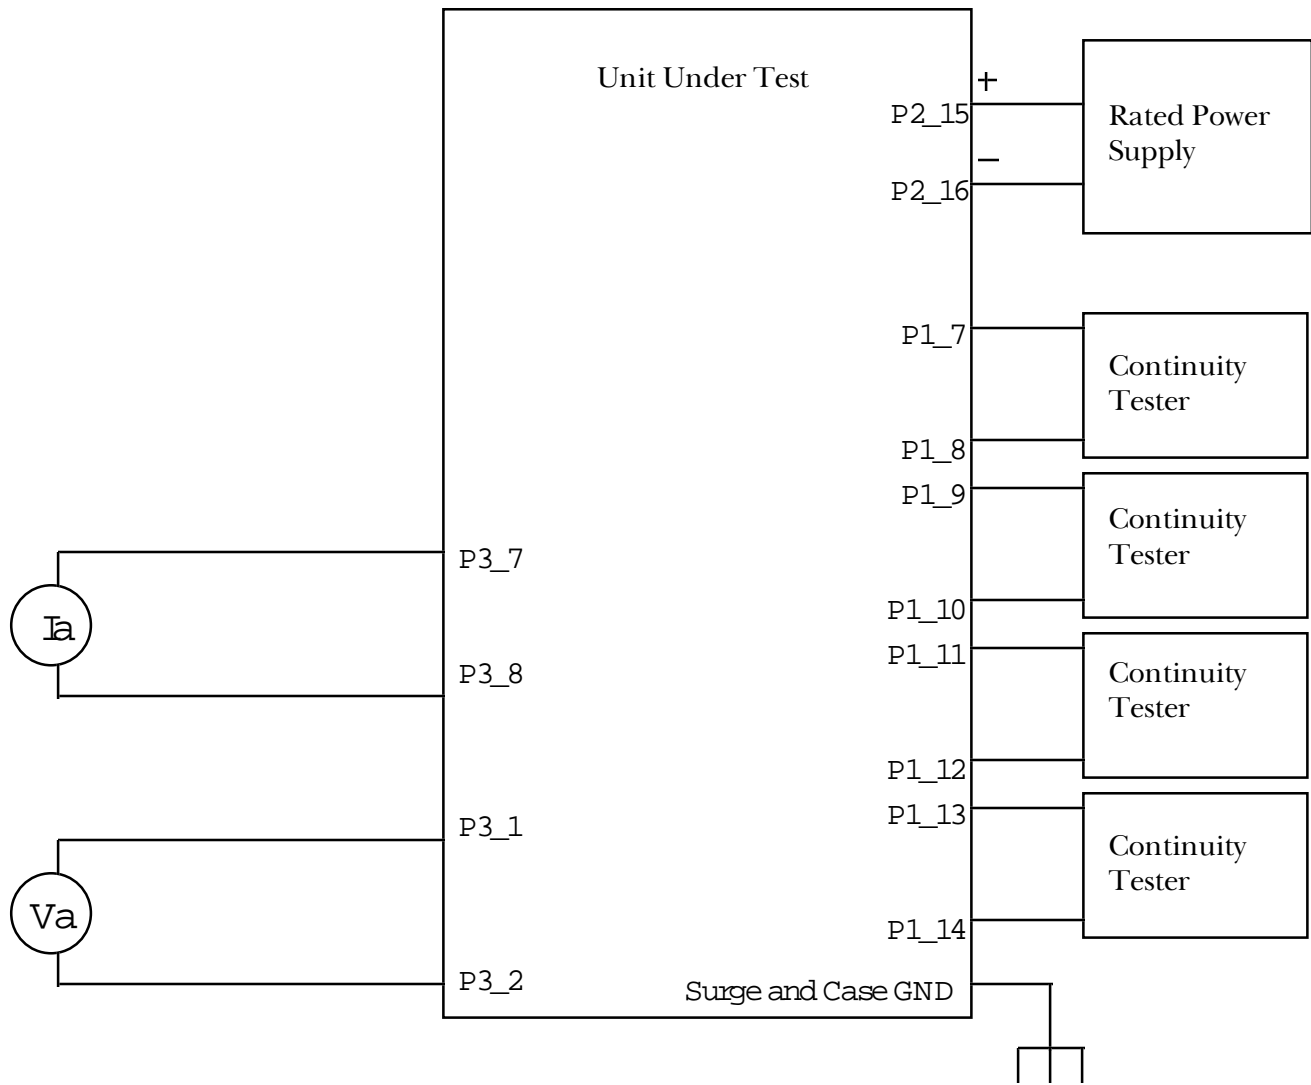 Unit Under Test
+
P2_15
Rated Power
Supply
−
P2_16
P1_7
Continuity
Tester
P1_8
P1_9
Continuity
Tester
P3_7
P1_10
Ia
P1_11
P3_8
Continuity
Tester
P1_12
P3_1
P1_13
Continuity
Tester
Va
P1_14
P3_2
Surge and Case GND